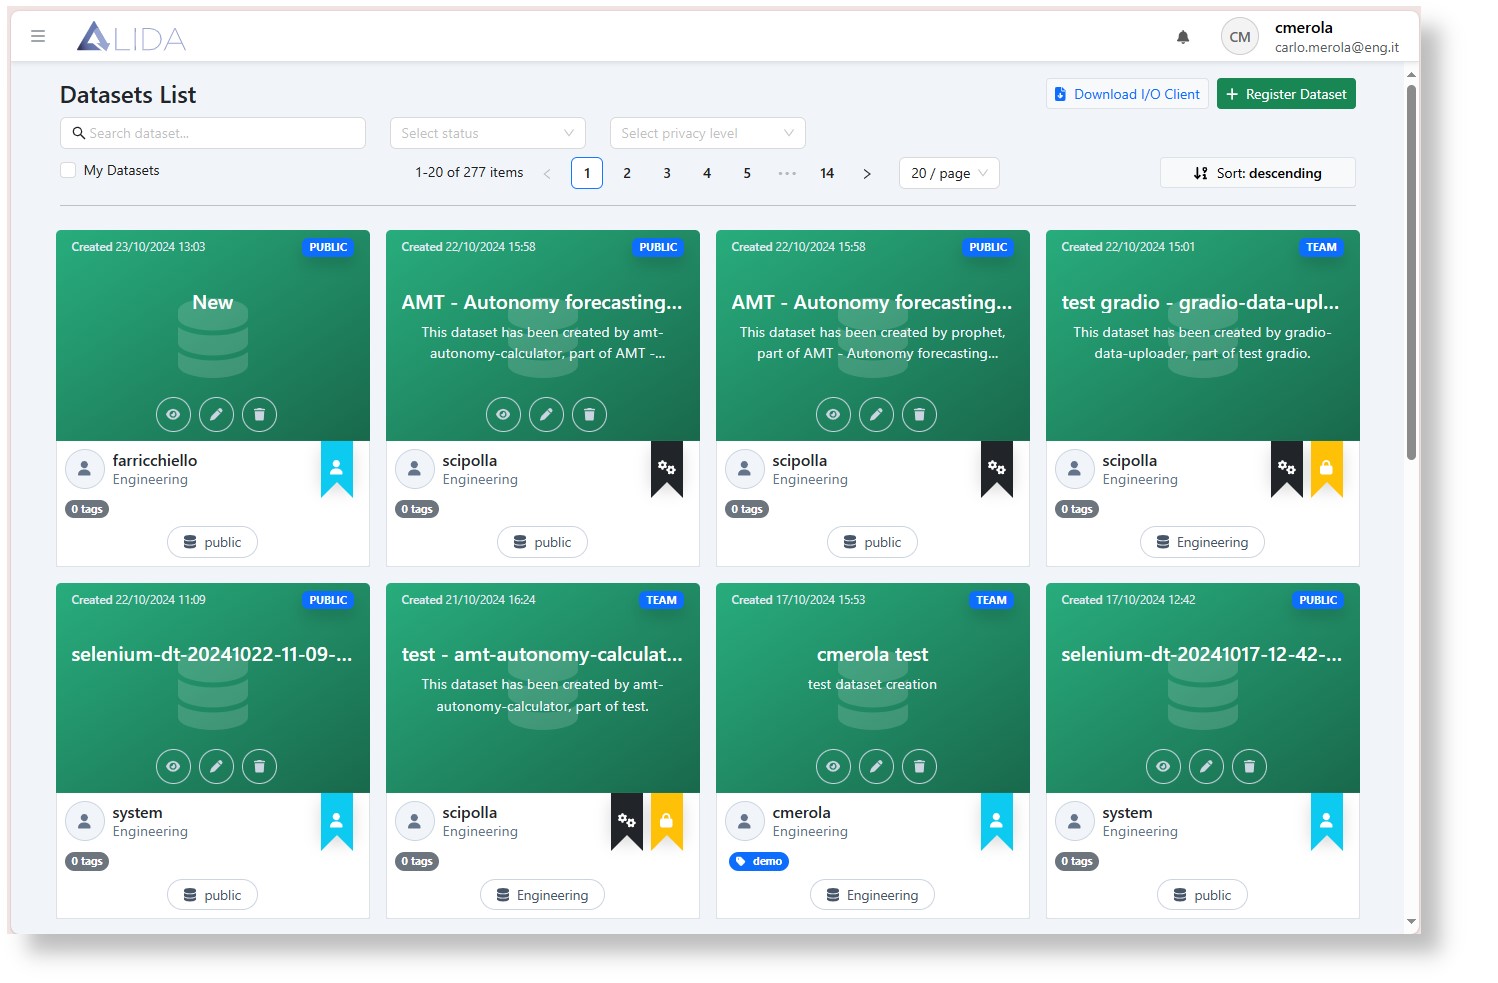 ALIDA
CM
cmerola
carlo.merola@eng.it
Datasets List
Download I/O Client
Register Dataset
Search dataset...
Select status
Select privacy level
My Datasets
1-20 of 277 items
1 2 3 4 5 ••• 14
20 / page
Sort: descending
Created 23/10/2024 13:03
PUBLIC
New
farricchiello
Engineering
0 tags
public
Created 22/10/2024 15:58
PUBLIC
AMT - Autonomy forecasting...
This dataset has been created by amt-
autonomy-calculator, part of AMT -...
scipolla
Engineering
0 tags
public
Created 22/10/2024 15:58
PUBLIC
AMT - Autonomy forecasting...
This dataset has been created by prophet,
part of AMT - Autonomy forecasting...
scipolla
Engineering
0 tags
public
Created 22/10/2024 15:01
TEAM
test gradio - gradio-data-upl...
This dataset has been created by gradio-
data-uploader, part of test gradio.
scipolla
Engineering
0 tags
Engineering
Created 22/10/2024 11:09
PUBLIC
selenium-dt-20241022-11-09-...
system
Engineering
0 tags
public
Created 21/10/2024 16:24
TEAM
test - amt-autonomy-calculat...
This dataset has been created by amt-
autonomy-calculator, part of test.
scipolla
Engineering
0 tags
Engineering
Created 17/10/2024 15:53
TEAM
cmerola test
test dataset creation
cmerola
Engineering
demo
Engineering
Created 17/10/2024 12:42
PUBLIC
selenium-dt-20241017-12-42-...
system
Engineering
0 tags
public